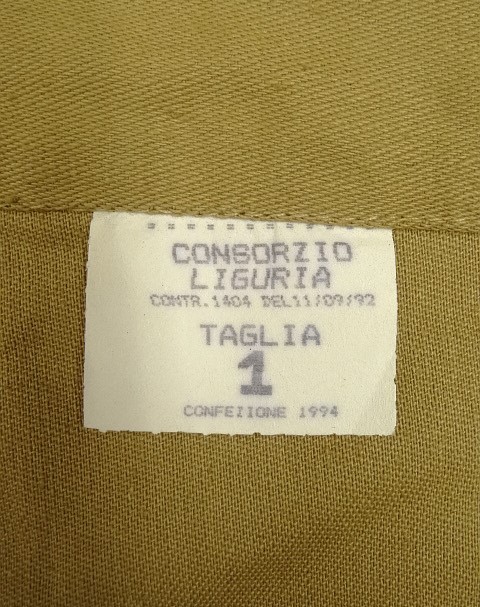 CONSORZIO
LIGURIA
CONTR.1404 DEL11/09/92
TAGLIA
1
CONFEZIONE 1994